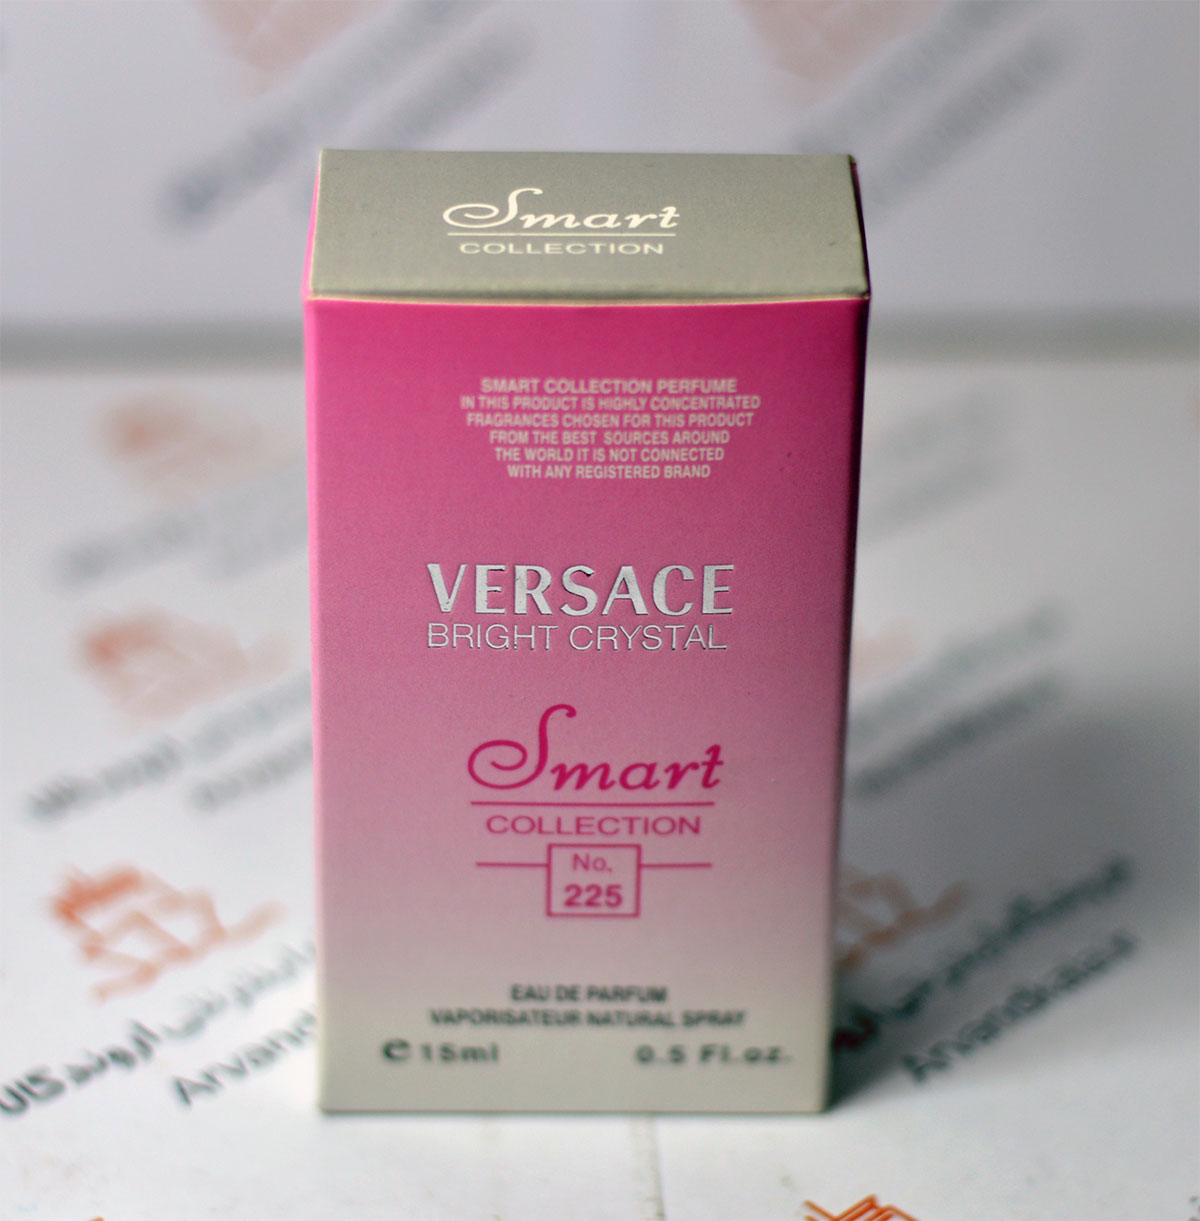 Smart
COLLECTION
SMART COLLECTION PERFUME
IN THIS PRODUCT IS HIGHLY CONCENTRATED
FRAGRANCES CHOSEN FOR THIS PRODUCT
FROM THE BEST SOURCES AROUND
THE WORLD IT IS NOT CONNECTED
WITH ANY REGISTERED BRAND
VERSACE
BRIGHT CRYSTAL
Smart
COLLECTION
No.
225
EAU DE PARFUM
VAPORISATEUR NATURAL SPRAY
e 15ml 0.5 Fl.oz.